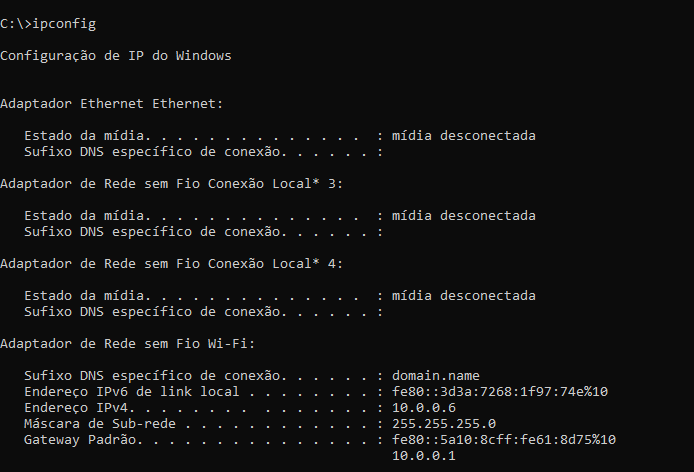 C:\>ipconfig
Configuração de IP do Windows
Adaptador Ethernet Ethernet:
Estado da mídia. . . . . . . . . . . . . .  : mídia desconectada
Sufixo DNS específico de conexão. . . . . . :
Adaptador de Rede sem Fio Conexão Local* 3:
Estado da mídia. . . . . . . . . . . . . .  : mídia desconectada
Sufixo DNS específico de conexão. . . . . . :
Adaptador de Rede sem Fio Conexão Local* 4:
Estado da mídia. . . . . . . . . . . . . .  : mídia desconectada
Sufixo DNS específico de conexão. . . . . . :
Adaptador de Rede sem Fio Wi-Fi:
Sufixo DNS específico de conexão. . . . . . : domain.name
Endereço IPv6 de link local . . . . . . . . : fe80::3d3a:7268:1f97:74e%10
Endereço IPv4. . . . . . . .  . . . . . . . : 10.0.0.6
Máscara de Sub-rede . . . . . . . . . . . . : 255.255.255.0
Gateway Padrão. . . . . . . . . . . . . . . : fe80::5a10:8cff:fe61:8d75%10
10.0.0.1